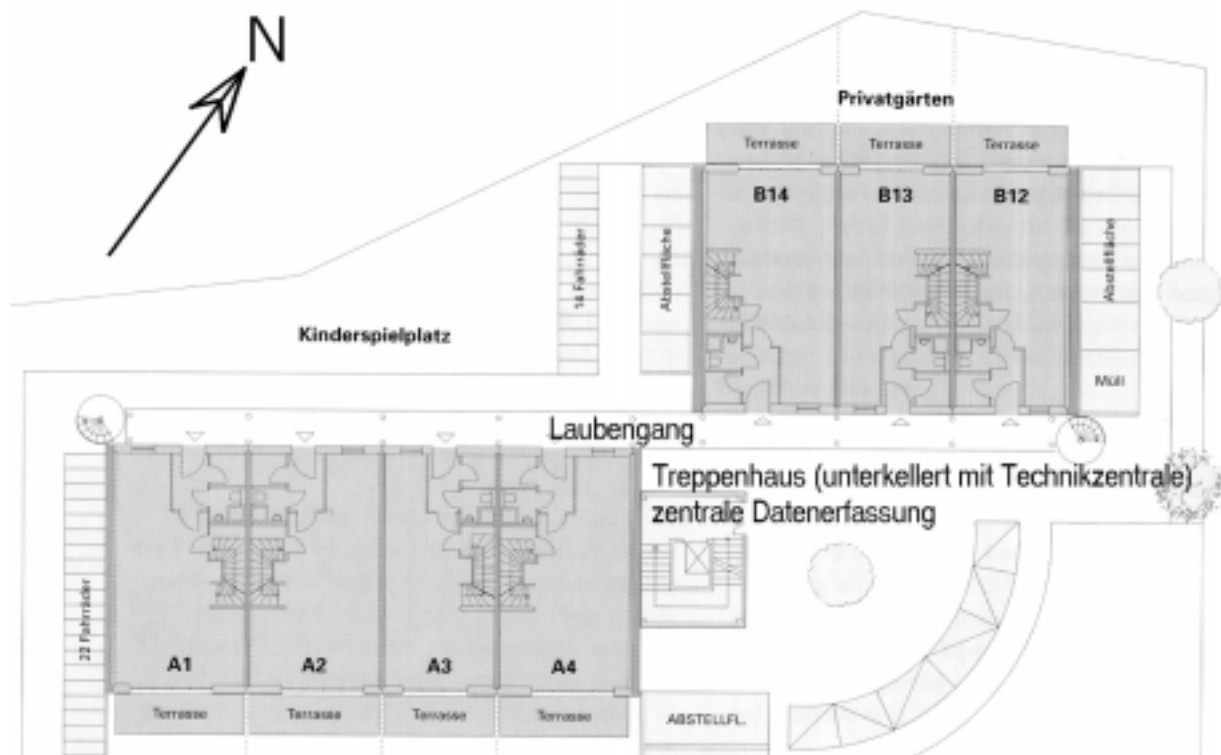 N
Privatgärten
Terrasse
Terrasse
Terrasse
B14
B13
B12
14 Fahrräder
Abstellfläche
Abstellfläche
Kinderspielplatz
Müll
Laubengang
Treppenhaus (unterkellert mit Technikzentrale)
zentrale Datenerfassung
22 Fahrräder
A1
A2
A3
A4
Terrasse
Terrasse
Terrasse
Terrasse
ABSTELLFL.